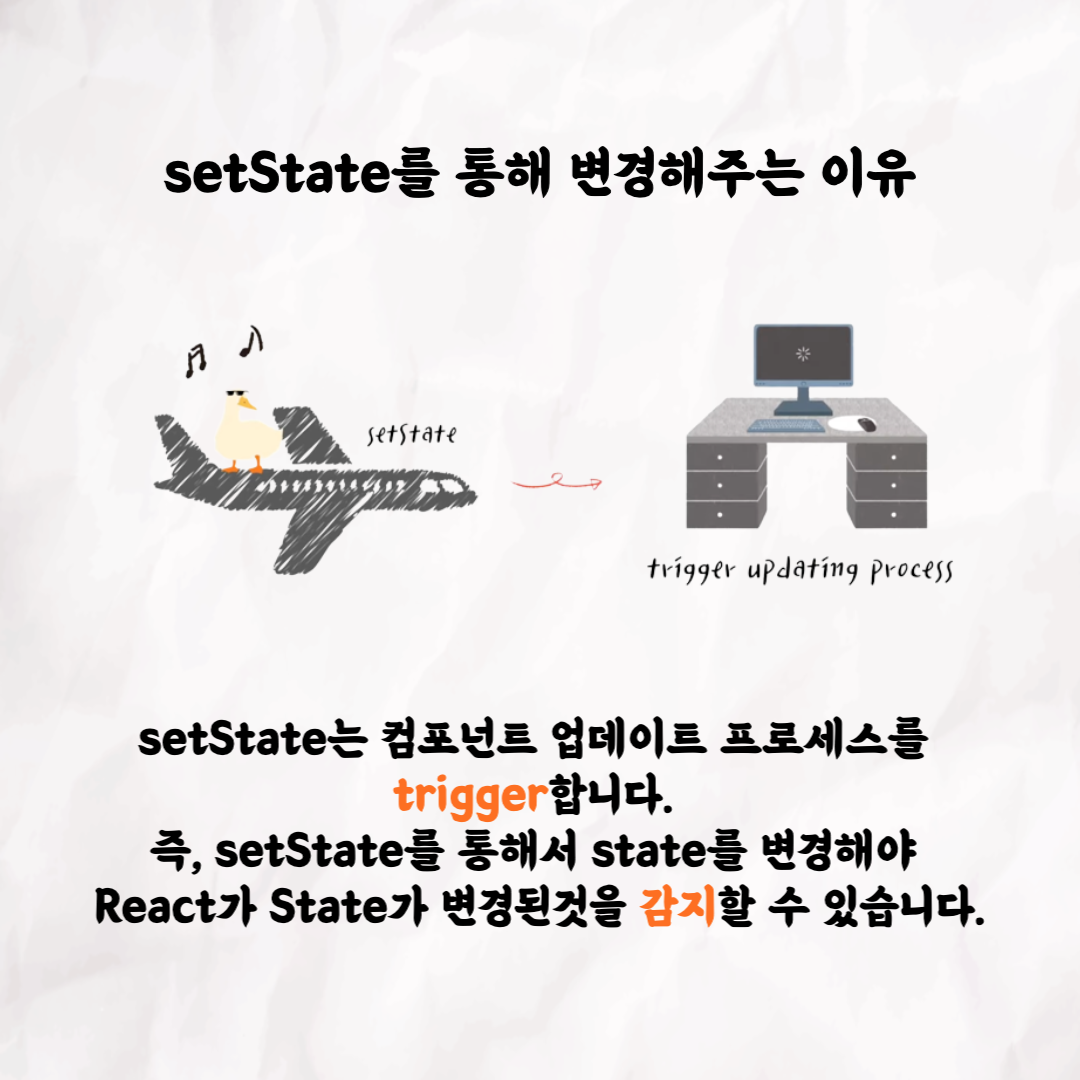 setState를 통해 변경해주는 이유
setState
trigger updating process
setState는 컴포넌트 업데이트 프로세스를
trigger합니다.
즉, setState를 통해서 state를 변경해야
React가 State가 변경된것을 감지할 수 있습니다.